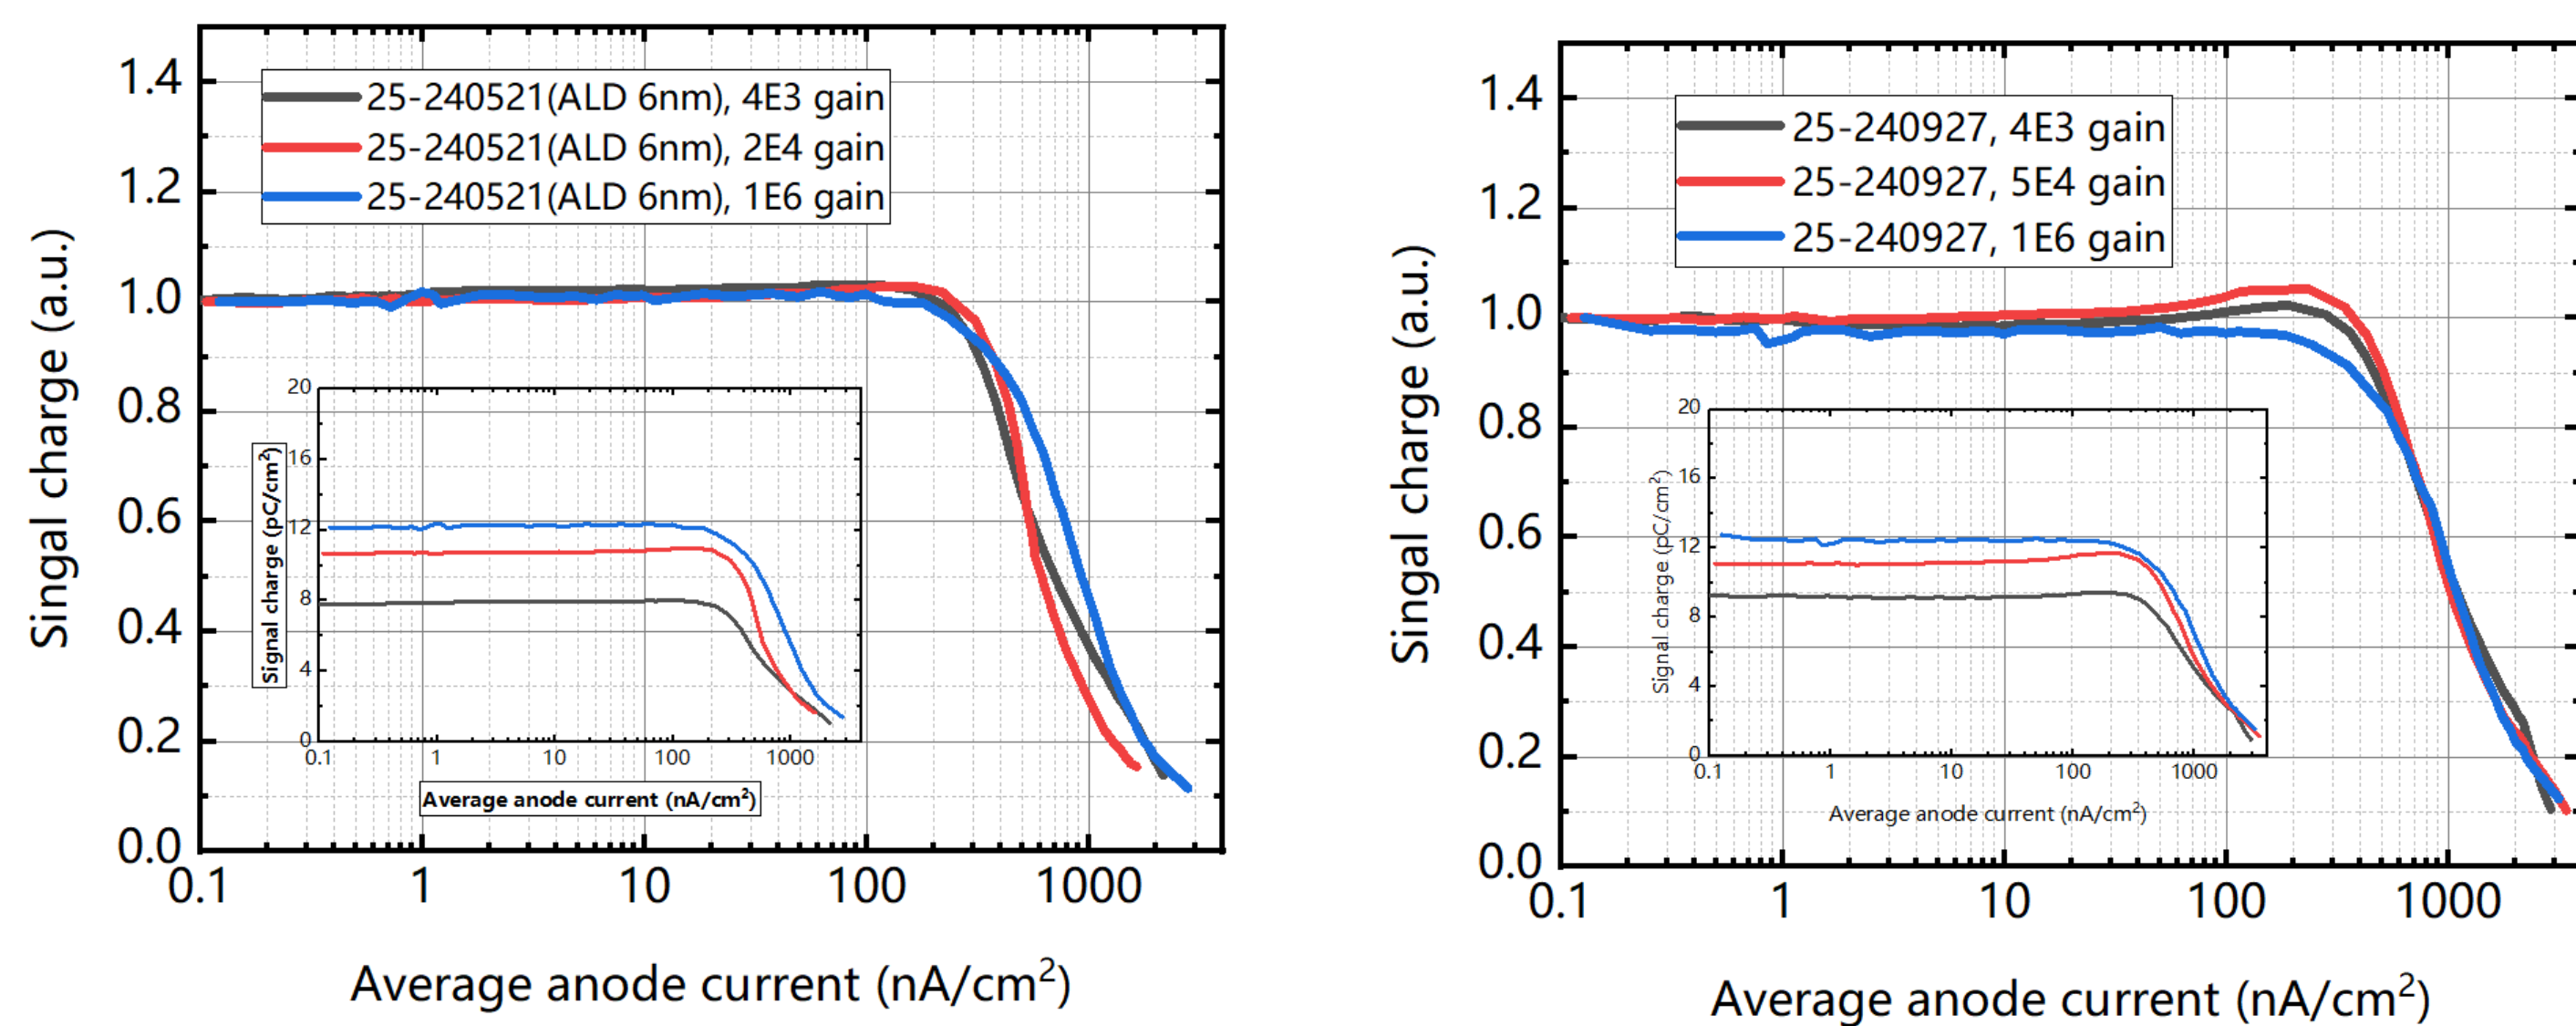 1.4
1.2
1.0
0.8
0.6
0.4
0.2
0.0
Singal charge (a.u.)
25-240521(ALD 6nm), 4E3 gain
25-240521(ALD 6nm), 2E4 gain
25-240521(ALD 6nm), 1E6 gain
20
16
12
8
4
0
Signal charge (pC/cm²)
0.1 1 10 100 1000
Average anode current (nA/cm²)
0.1 1 10 100 1000
Average anode current (nA/cm²)
1.4
1.2
1.0
0.8
0.6
0.4
0.2
0.0
Singal charge (a.u.)
25-240927, 4E3 gain
25-240927, 5E4 gain
25-240927, 1E6 gain
20
16
12
8
4
0
Signal charge (pC/cm²)
0.1 1 10 100 1000
Average anode current (nA/cm²)
0.1 1 10 100 1000
Average anode current (nA/cm²)